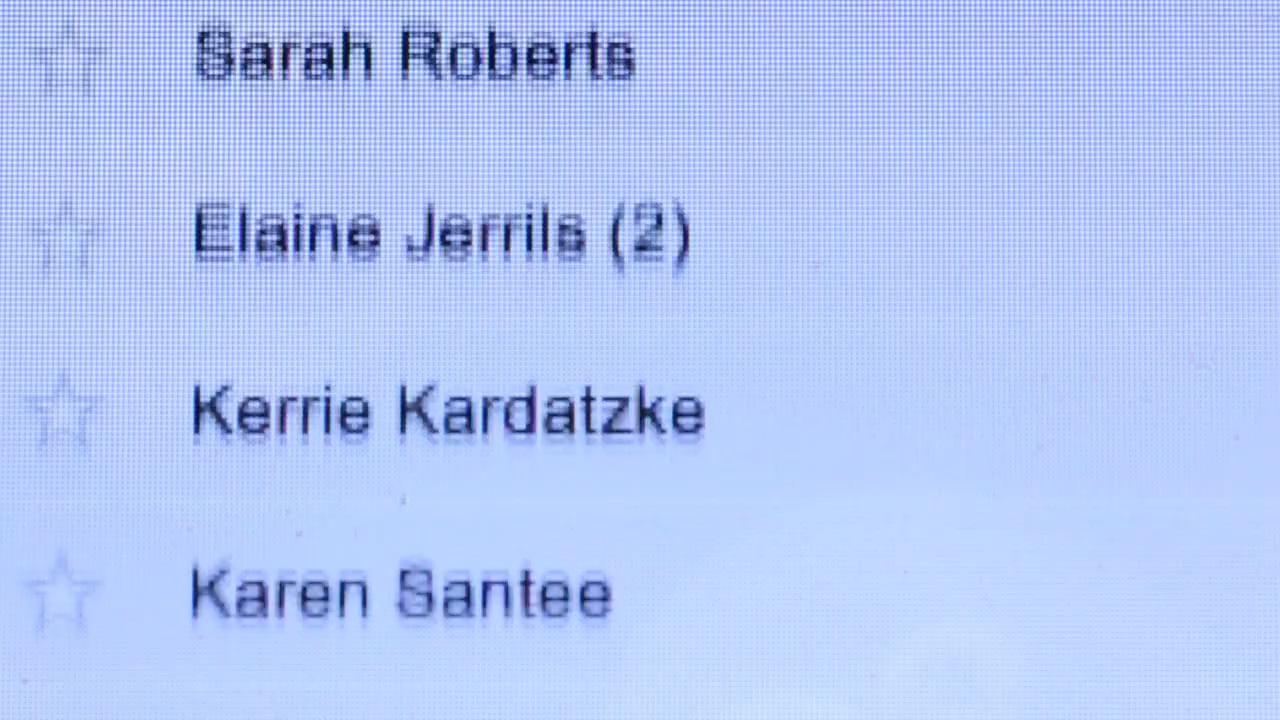 Sarah Roberts
Elaine Jerrils (2)
Kerrie Kardatzke
Karen Santee